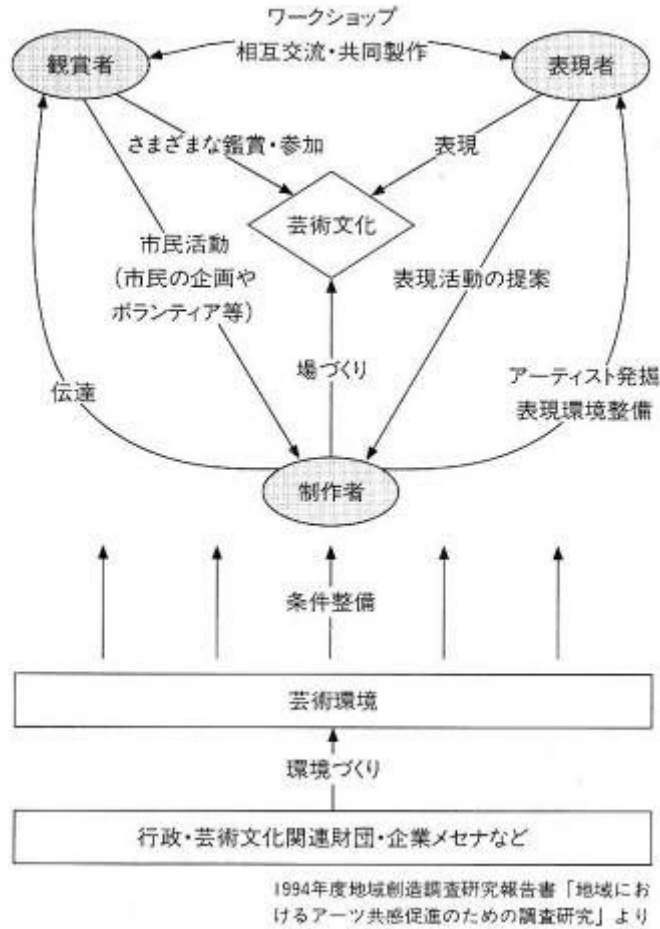 ワークショップ
相互交流・共同製作
観賞者
表現者
さまざまな鑑賞・参加
表現
芸術文化
市民活動
(市民の企画や
ボランティア等)
表現活動の提案
場づくり
伝達
アーティスト発掘
表現環境整備
制作者
条件整備
芸術環境
環境づくり
行政・芸術文化関連財団・企業メセナなど
1994年度地域創造調査研究報告書「地域にお
けるアーツ共感促進のための調査研究」より